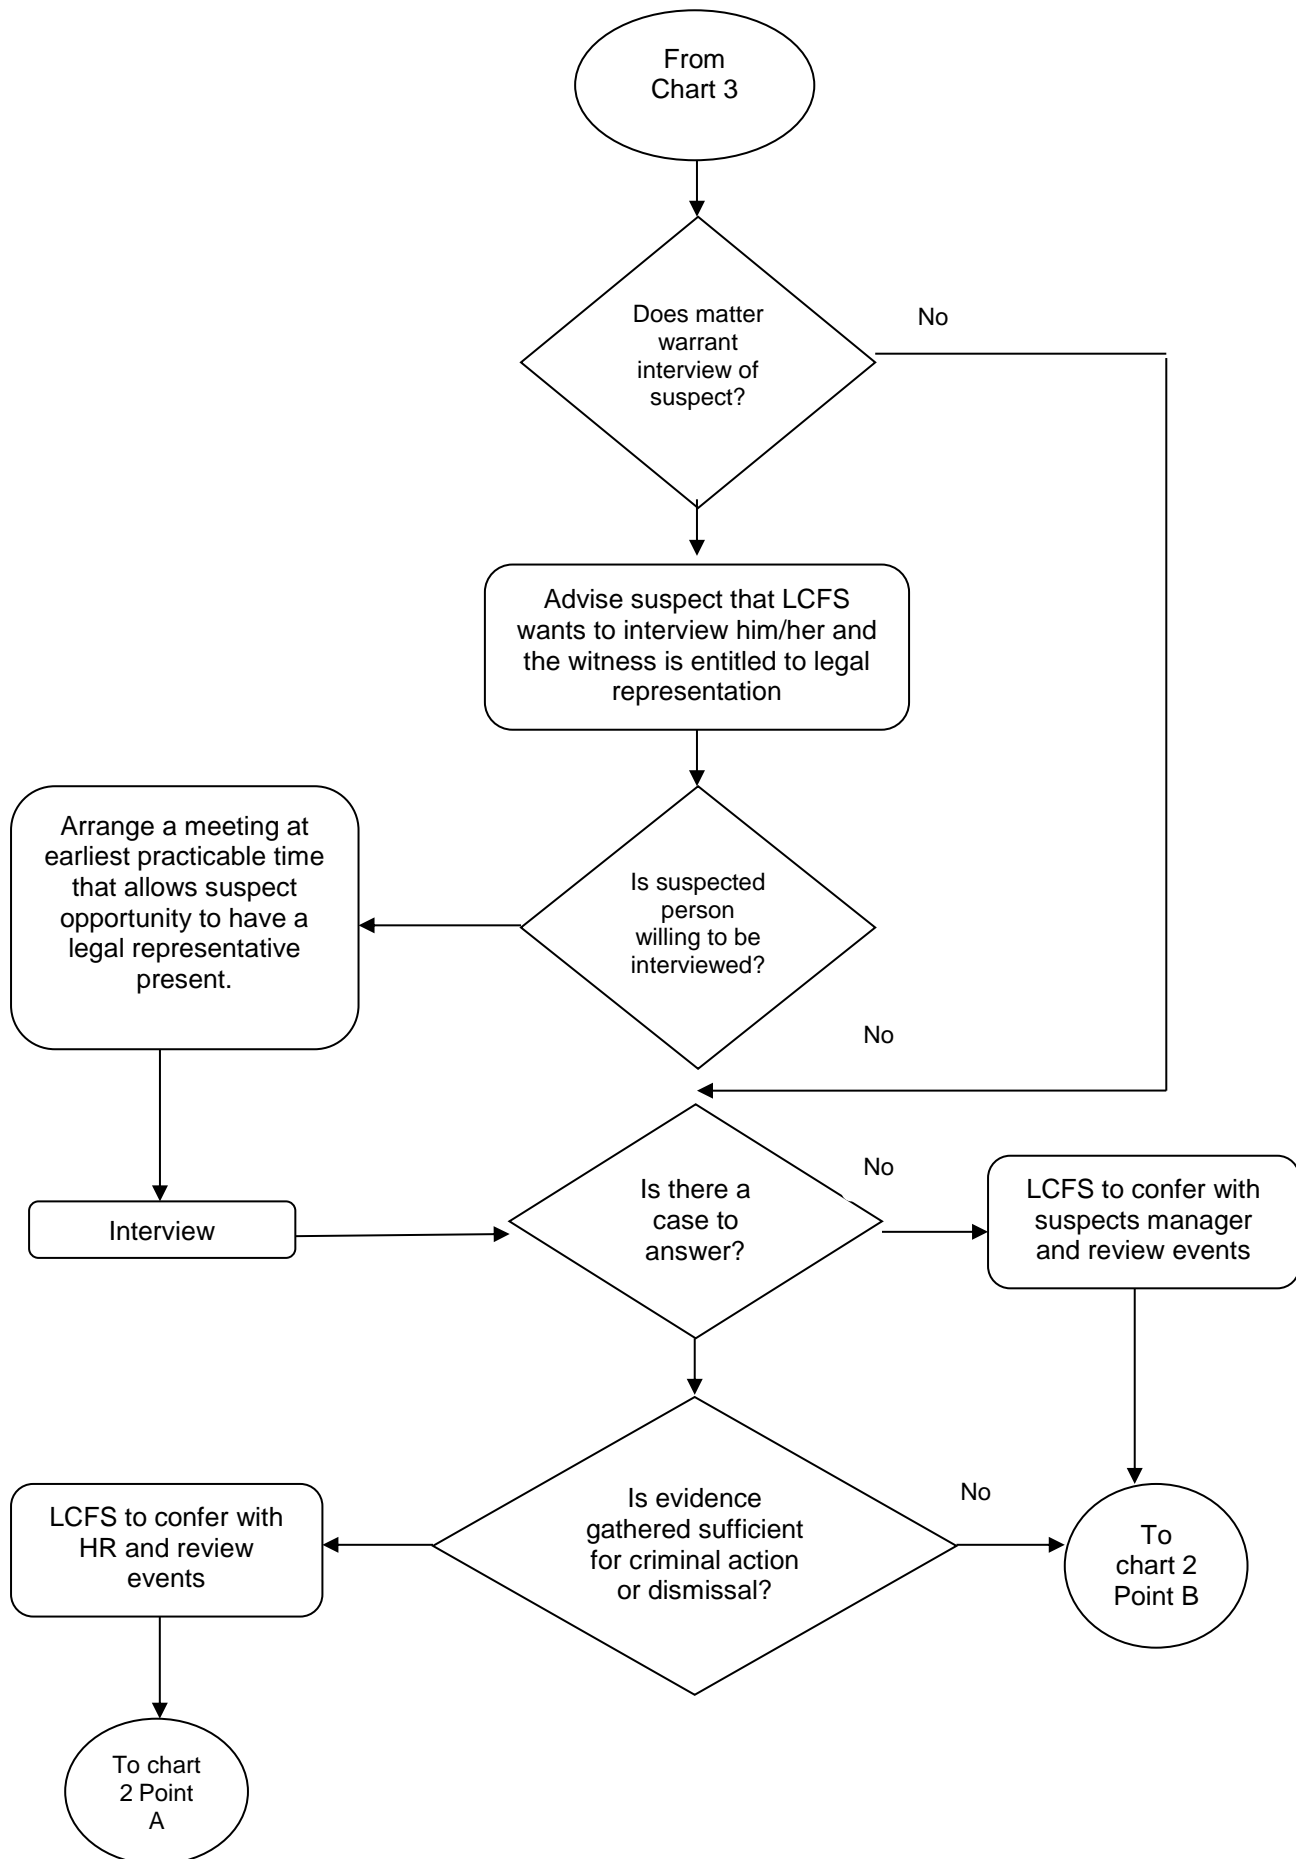 From
Chart 3
Does matter
warrant
interview of
suspect?
No
Advise suspect that LCFS
wants to interview him/her and
the witness is entitled to legal
representation
Arrange a meeting at
earliest practicable time
that allows suspect
opportunity to have a
legal representative
present.
Is suspected
person
willing to be
interviewed?
No
Interview
Is there a
case to
answer?
No
LCFS to confer with
suspects manager
and review events
LCFS to confer with
HR and review
events
Is evidence
gathered sufficient
for criminal action
or dismissal?
No
To
chart 2
Point B
To chart
2 Point
A